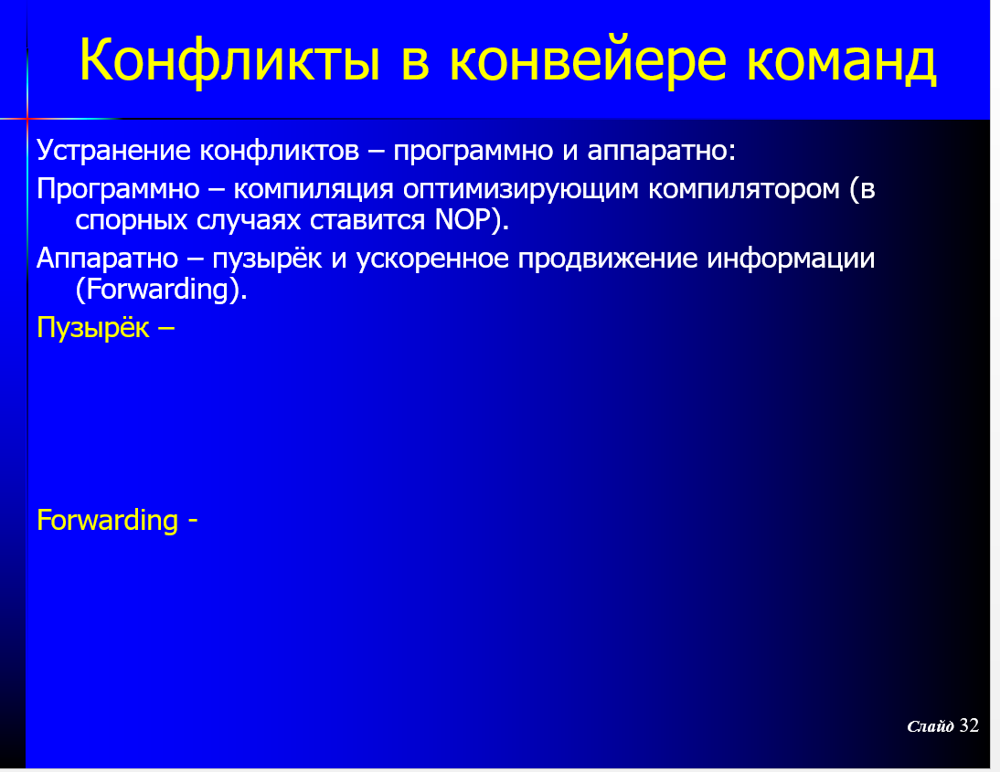 Конфликты в конвейере команд
Устранение конфликтов – программно и аппаратно:
Программно – компиляция оптимизирующим компилятором (в
спорных случаях ставится NOP).
Аппаратно – пузырёк и ускоренное продвижение информации
(Forwarding).
Пузырёк –
Forwarding -
Слайд 32